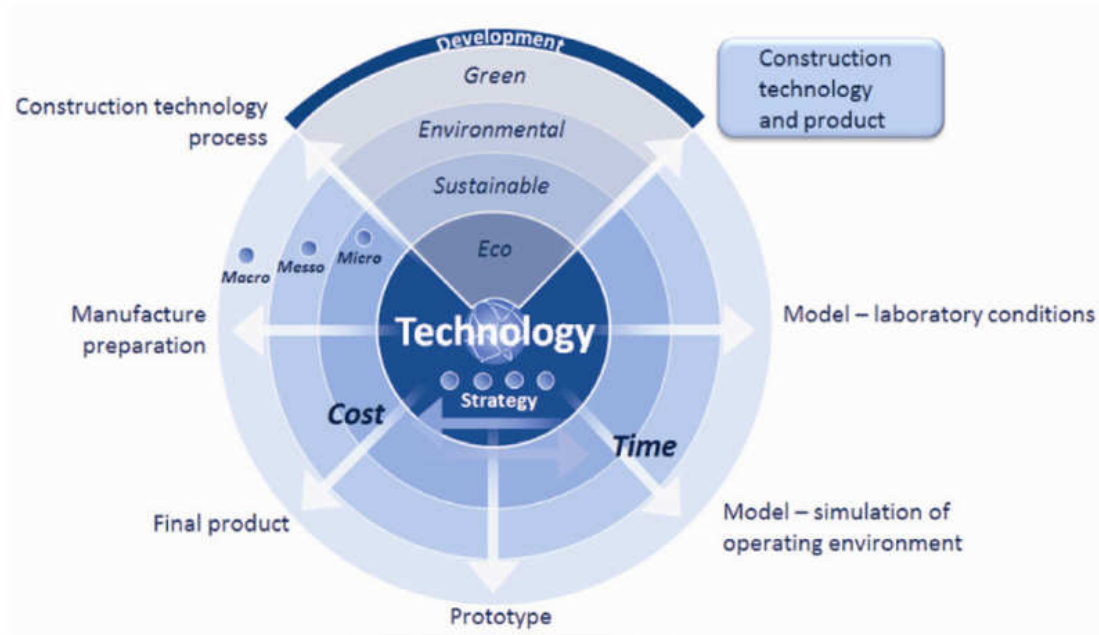 Development
Green
Environmental
Sustainable
Eco
Construction
technology
and product
Construction technology
process
Macro
Messo
Micro
Manufacture
preparation
Technology
Model – laboratory conditions
Strategy
Cost
Time
Final product
Model – simulation of
operating environment
Prototype